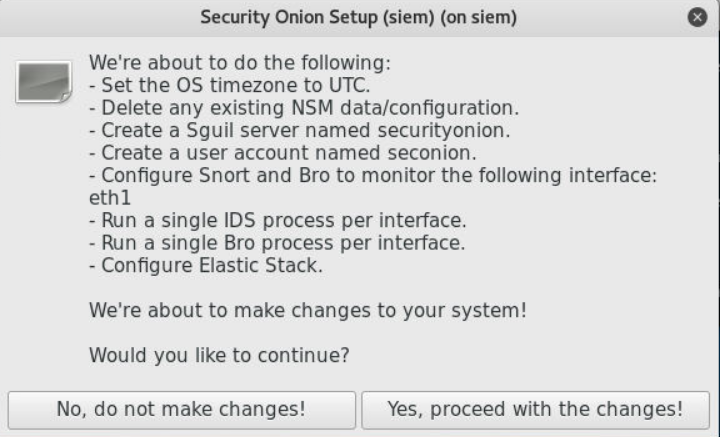 Security Onion Setup (siem) (on siem)
We're about to do the following:
- Set the OS timezone to UTC.
- Delete any existing NSM data/configuration.
- Create a Sguil server named securityonion.
- Create a user account named seconion.
- Configure Snort and Bro to monitor the following interface:
eth1
- Run a single IDS process per interface.
- Run a single Bro process per interface.
- Configure Elastic Stack.
We're about to make changes to your system!
Would you like to continue?
No, do not make changes!
Yes, proceed with the changes!